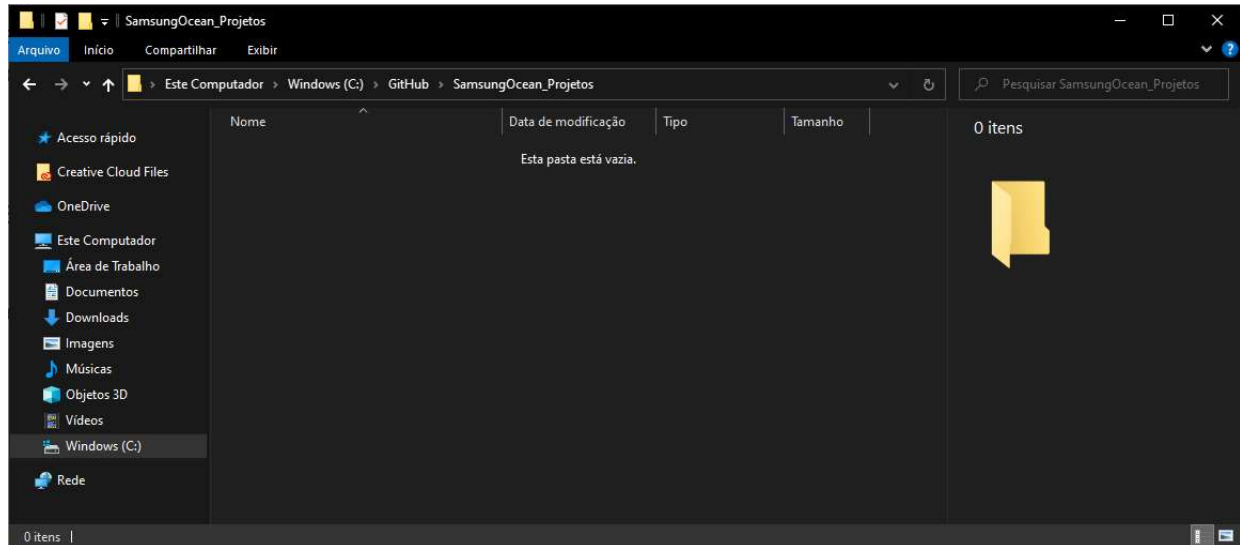 SamsungOcean_Projetos
Arquivo Início Compartilhar Exibir
Este Computador Windows (C:) GitHub SamsungOcean_Projetos
Pesquisar SamsungOcean_Projetos
Nome Data de modificação Tipo Tamanho
Esta pasta está vazia.
0 itens
Acesso rápido
Creative Cloud Files
OneDrive
Este Computador
Área de Trabalho
Documentos
Downloads
Imagens
Músicas
Objetos 3D
Vídeos
Windows (C:)
Rede
0 itens